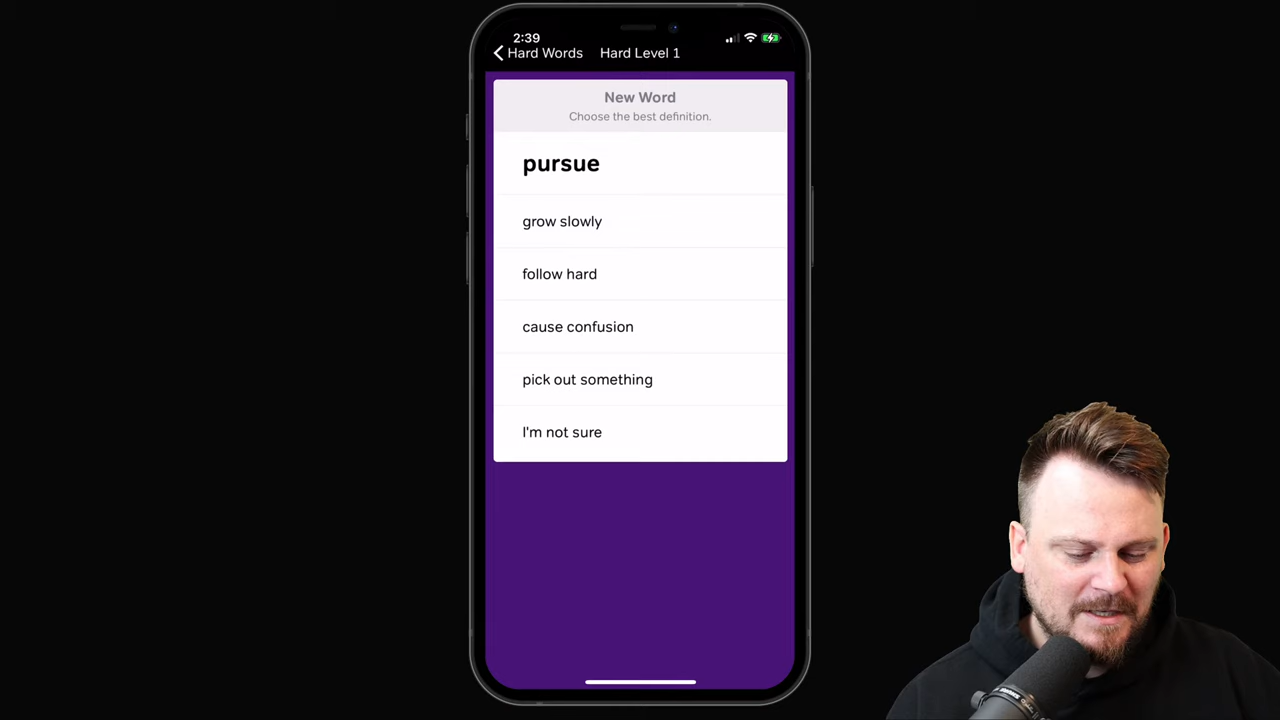 2:39
Hard Words Hard Level 1
New Word
Choose the best definition.
pursue
grow slowly
follow hard
cause confusion
pick out something
I'm not sure